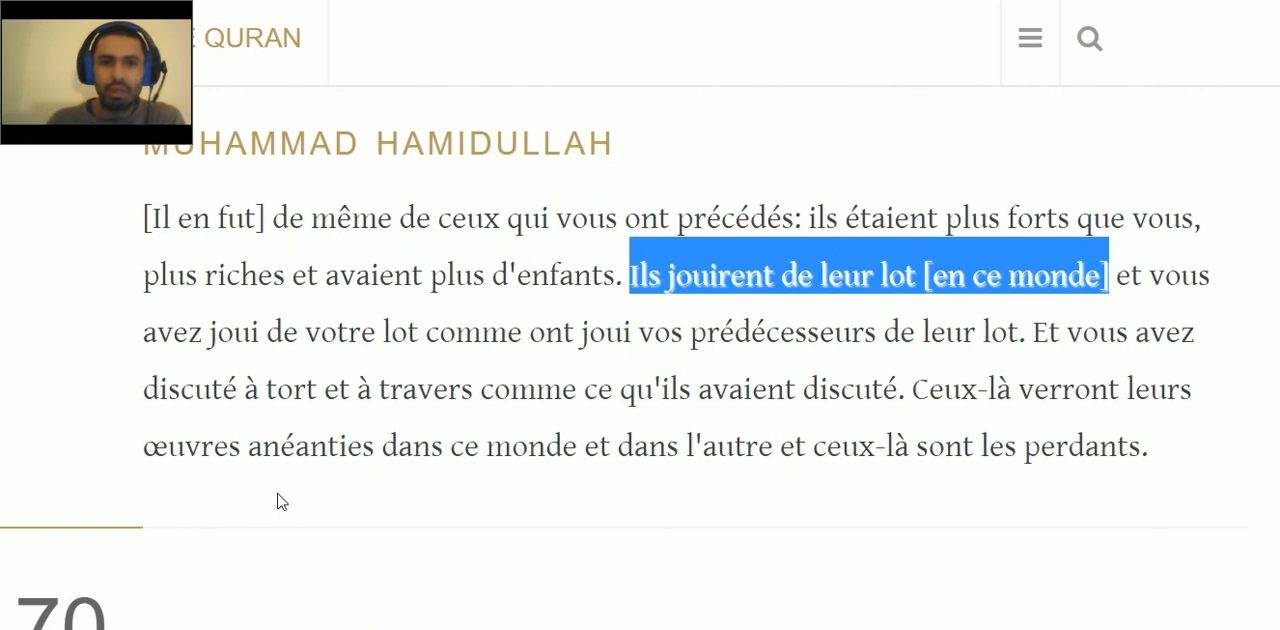 QURAN
MUHAMMAD HAMIDULLAH
[Il en fut] de même de ceux qui vous ont précédés: ils étaient plus forts que vous,
plus riches et avaient plus d'enfants. Ils jouirent de leur lot [en ce monde] et vous
avez joui de votre lot comme ont joui vos prédécesseurs de leur lot. Et vous avez
discuté à tort et à travers comme ce qu'ils avaient discuté. Ceux-là verront leurs
œuvres anéanties dans ce monde et dans l'autre et ceux-là sont les perdants.
70